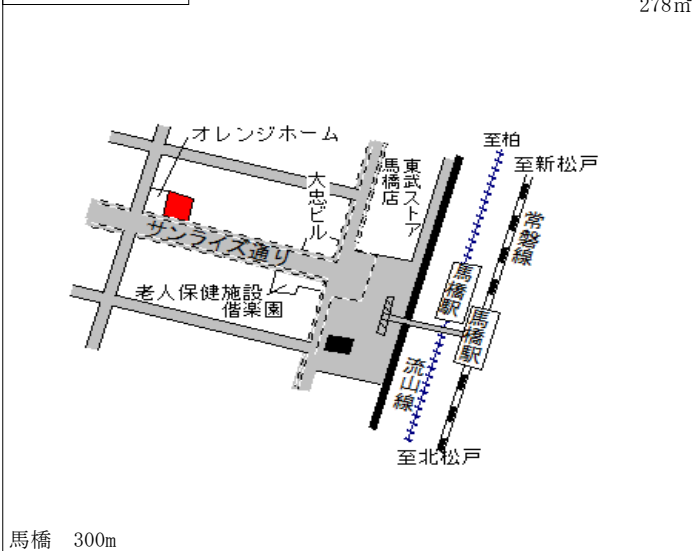 278m
オレンジホーム
至柏
至新松戸
東武ストア
馬橋店
大忠ビル
常磐線
サンライズ通り
馬橋駅
老人保健施設
偕楽園
馬橋駅
流山線
至北松戸
馬橋　300m